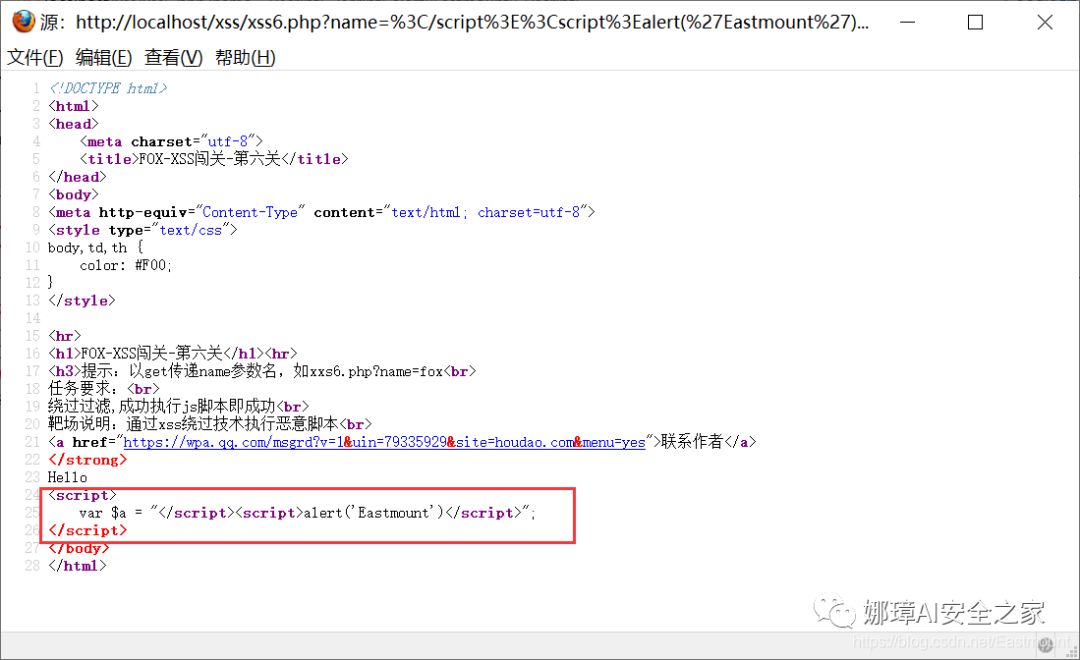 源：http://localhost/xss/xss6.php?name=%3C/script%3E%3Cscript%3Ealert(%27Eastmount%27)...
文件(F) 编辑(E) 查看(V) 帮助(H)
1 <!DOCTYPE html>
2 <html>
3 <head>
4     <meta charset="utf-8">
5     <title>FOX-XSS闯关-第六关</title>
6 </head>
7 <body>
8 <meta http-equiv="Content-Type" content="text/html; charset=utf-8">
9 <style type="text/css">
10 body,td,th {
11     color: #F00;
12 }
13 </style>
14
15 <hr>
16 <h1>FOX-XSS闯关-第六关</h1><hr>
17 <h3>提示：以get传递name参数名，如xxs6.php?name=fox<br>
18 任务要求：<br>
19 绕过过滤,成功执行js脚本即成功<br>
20 靶场说明：通过xss绕过技术执行恶意脚本<br>
21 <a href="https://wpa.qq.com/msgrd?v=1&uin=79335929&site=houdao.com&menu=yes">联系作者</a>
22 </strong>
23 Hello
24 <script>
25     var $a = "</script><script>alert('Eastmount')</script>";
26 </script>
27 </body>
28 </html>
娜璋AI安全之家
https://blog.csdn.net/Eastmount